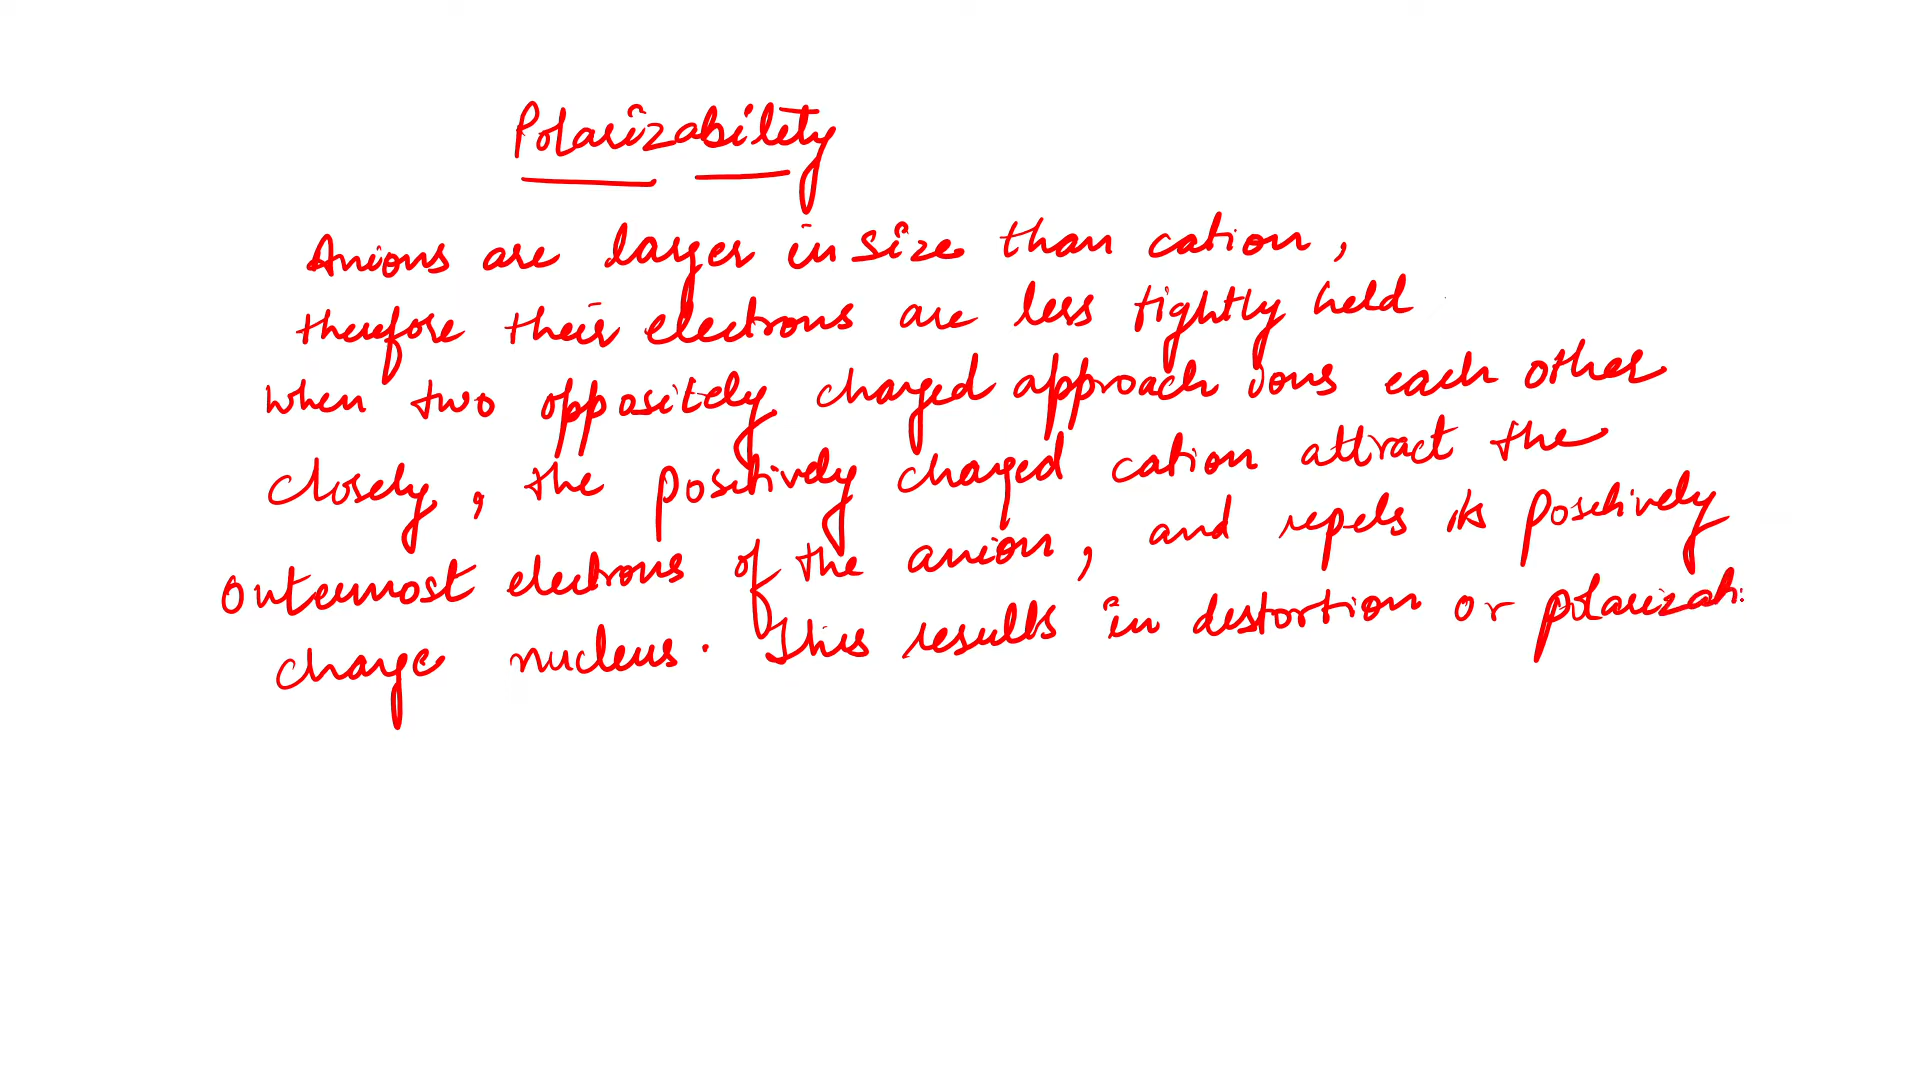 Polarizability
Anions are larger in size than cation,
therefore their electrons are less tightly held
when two oppositely charged approach ions each other
closely, the positively charged cation attract the
outermost electrons of the anion, and repels its positively
charge nucleus. This results in distortion or polarizati